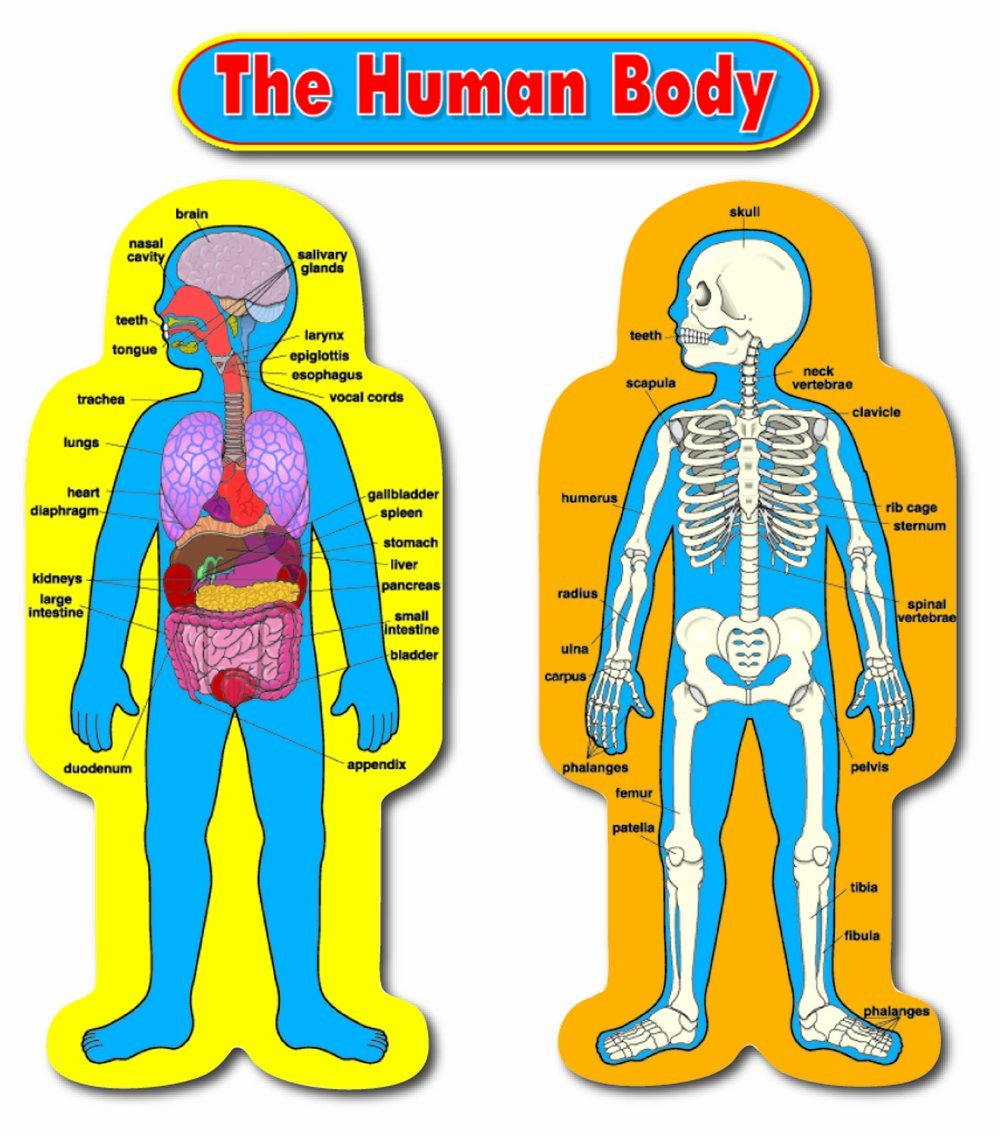 The Human Body
brain
nasal
cavity
salivary
glands
teeth
tongue
larynx
epiglottis
esophagus
vocal cords
trachea
lungs
heart
diaphragm
gallbladder
spleen
stomach
liver
pancreas
kidneys
large
intestine
small
intestine
bladder
duodenum
appendix
skull
teeth
scapula
neck
vertebrae
clavicle
humerus
rib cage
sternum
radius
spinal
vertebrae
ulna
carpus
phalanges
pelvis
femur
patella
tibia
fibula
phalanges